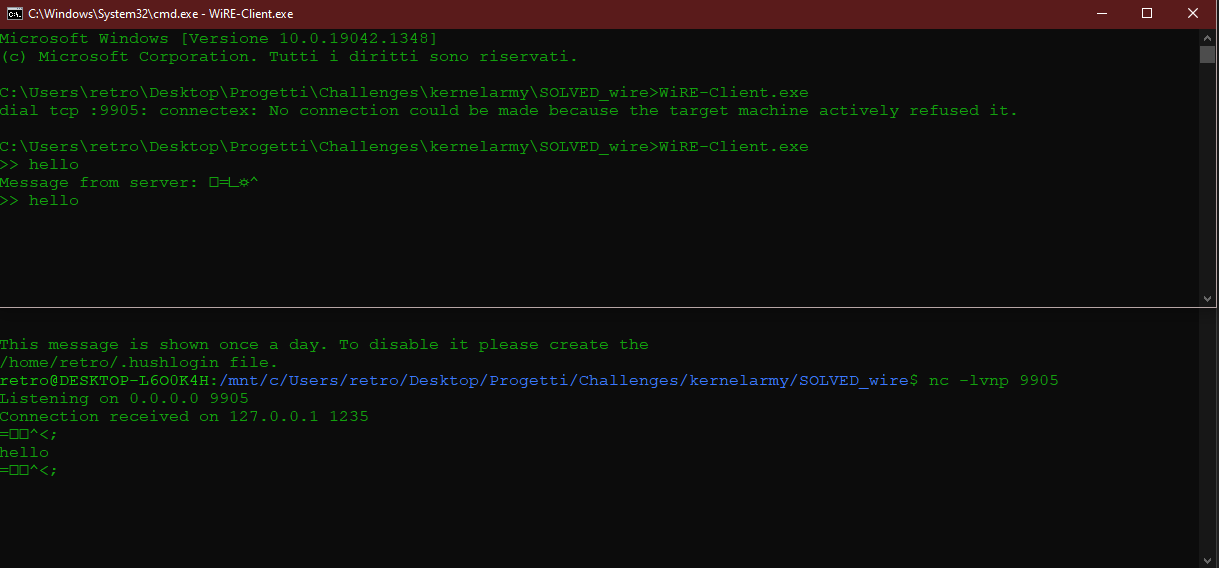 C:\Windows\System32\cmd.exe - WiRE-Client.exe
Microsoft Windows [Versione 10.0.19042.1348]
(c) Microsoft Corporation. Tutti i diritti sono riservati.
C:\Users\retro\Desktop\Progetti\Challenges\kernelarmy\SOLVED_wire>WiRE-Client.exe
dial tcp :9905: connectex: No connection could be made because the target machine actively refused it.
C:\Users\retro\Desktop\Progetti\Challenges\kernelarmy\SOLVED_wire>WiRE-Client.exe
>> hello
Message from server: □=∟☼^
>> hello
This message is shown once a day. To disable it please create the
/home/retro/.hushlogin file.
retro@DESKTOP-L6O0K4H:/mnt/c/Users/retro/Desktop/Progetti/Challenges/kernelarmy/SOLVED_wire$ nc -lvnp 9905
Listening on 0.0.0.0 9905
Connection received on 127.0.0.1 1235
=□□^<;
hello
=□□^<;